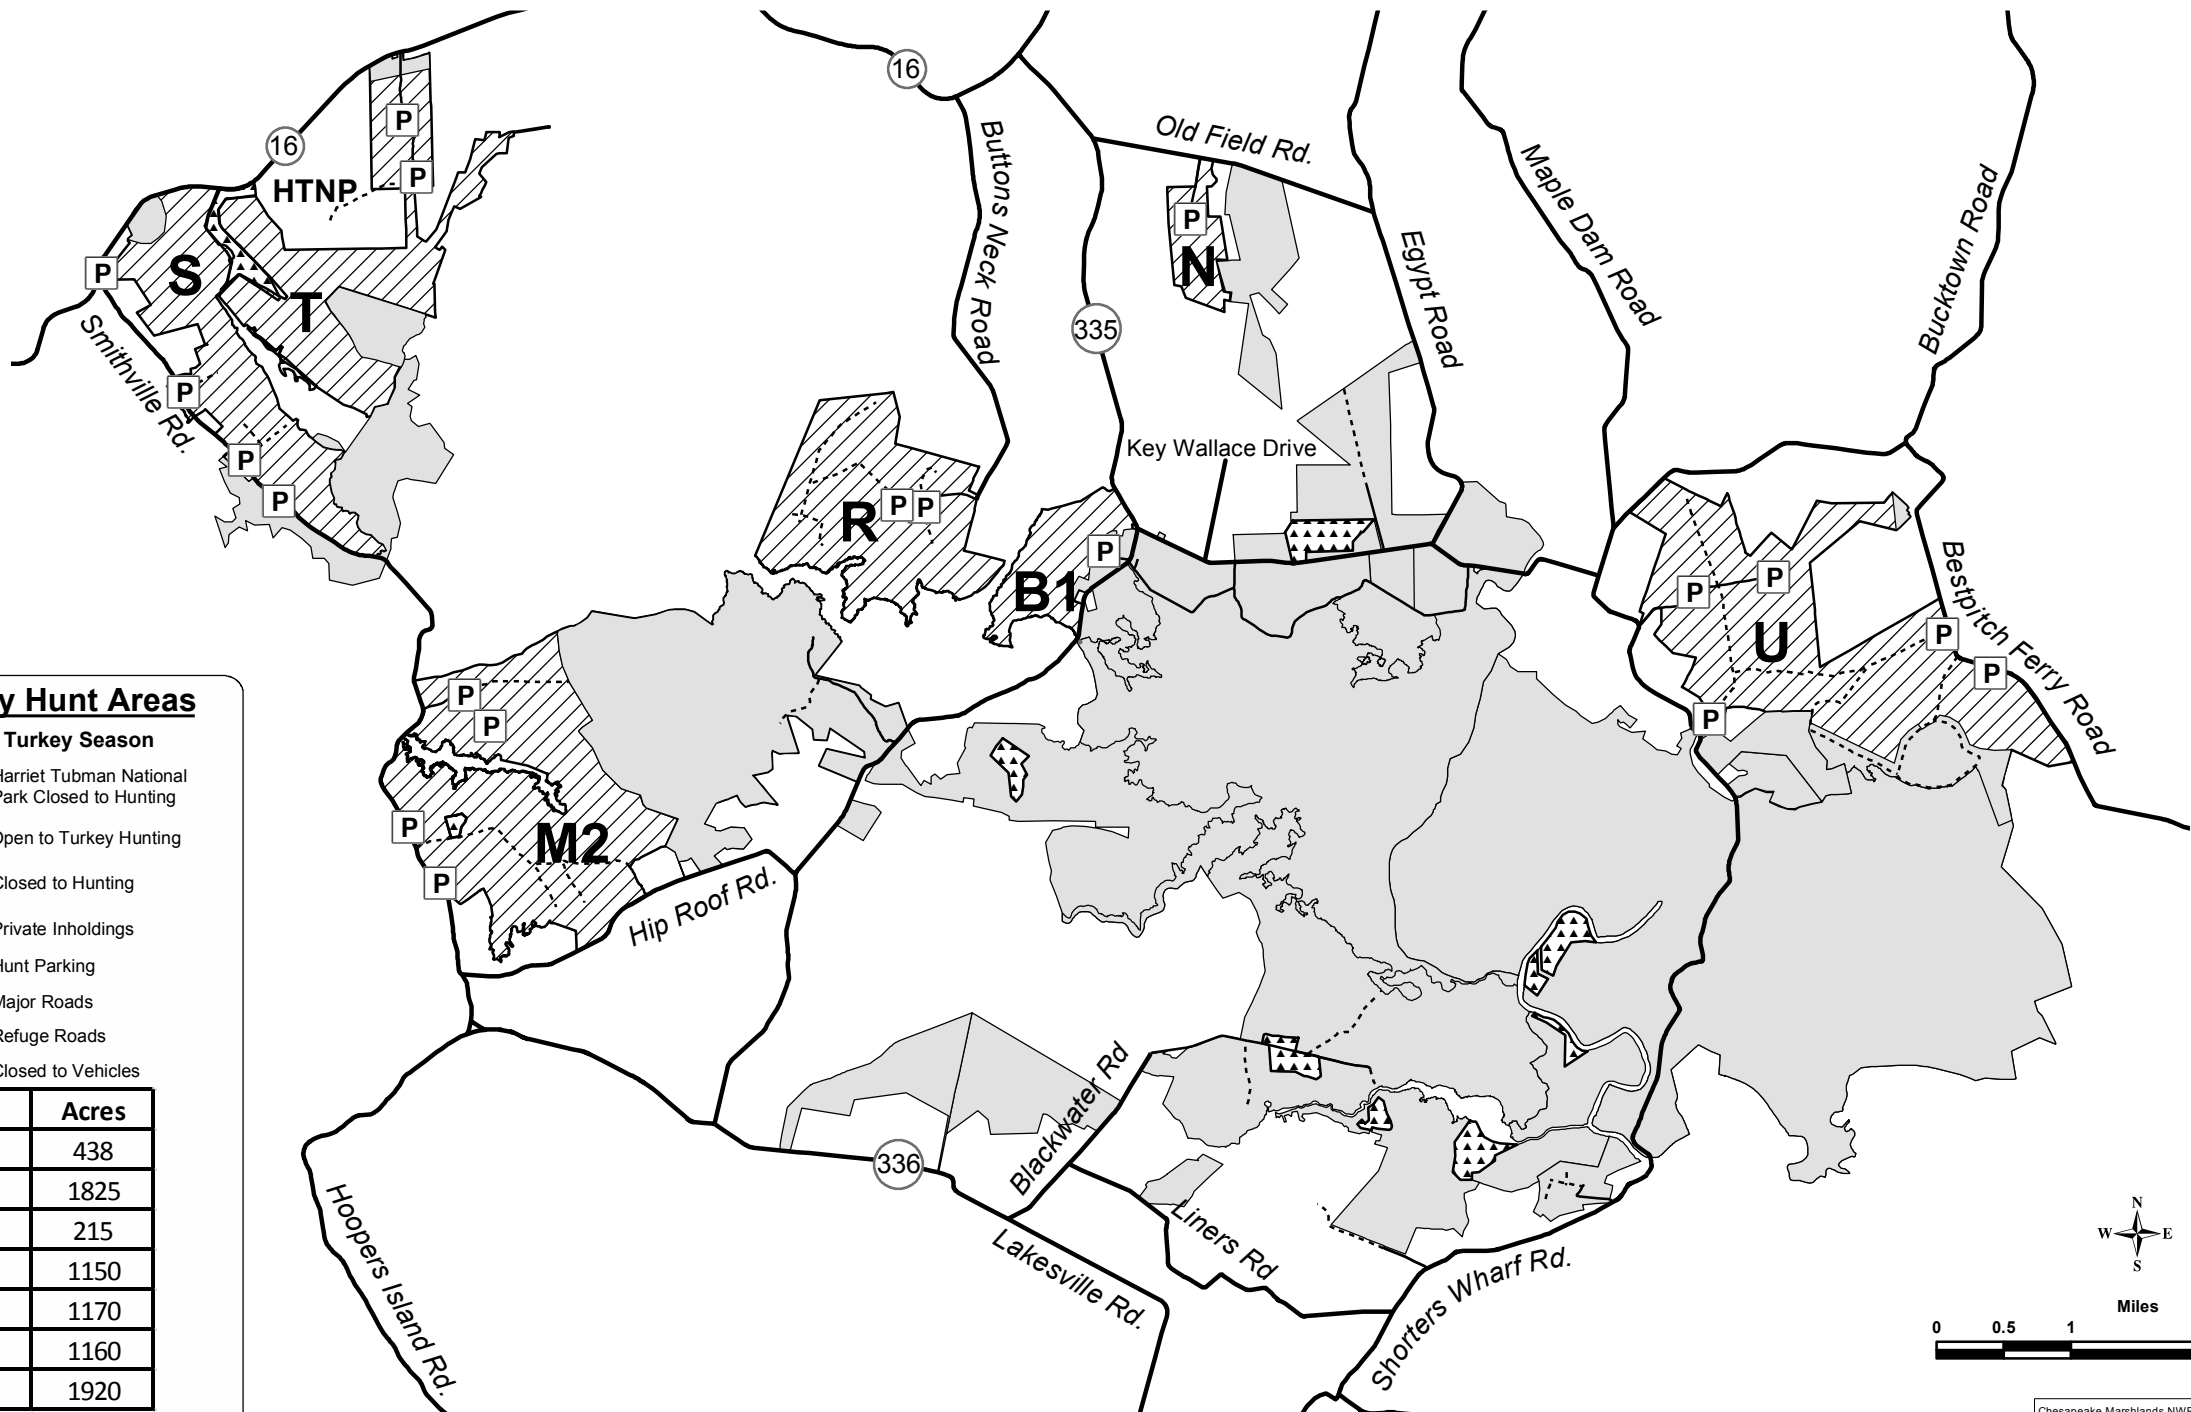 16
16
HTNP
P
P
P
S
T
P
Smithville Rd.
P
P
Buttons Neck Road
335
Old Field Rd.
P
N
Egypt Road
Maple Dam Road
Bucktown Road
Key Wallace Drive
R
P
P
B1
P
P
P
U
P
P
P
Bestpitch Ferry Road
P
P
P
P
M2
Hip Roof Rd.
y Hunt Areas
Turkey Season
Harriet Tubman National
Park Closed to Hunting
Open to Turkey Hunting
Closed to Hunting
Private Inholdings
Hunt Parking
Major Roads
Refuge Roads
Closed to Vehicles
Acres
438
1825
215
1150
1170
1160
1920
Hoopers Island Rd.
336
Blackwater Rd
Lakesville Rd.
Liners Rd
Shorters Wharf Rd.
N
W E
S
Miles
0 0.5 1
Chesapeake Marshlands NWR